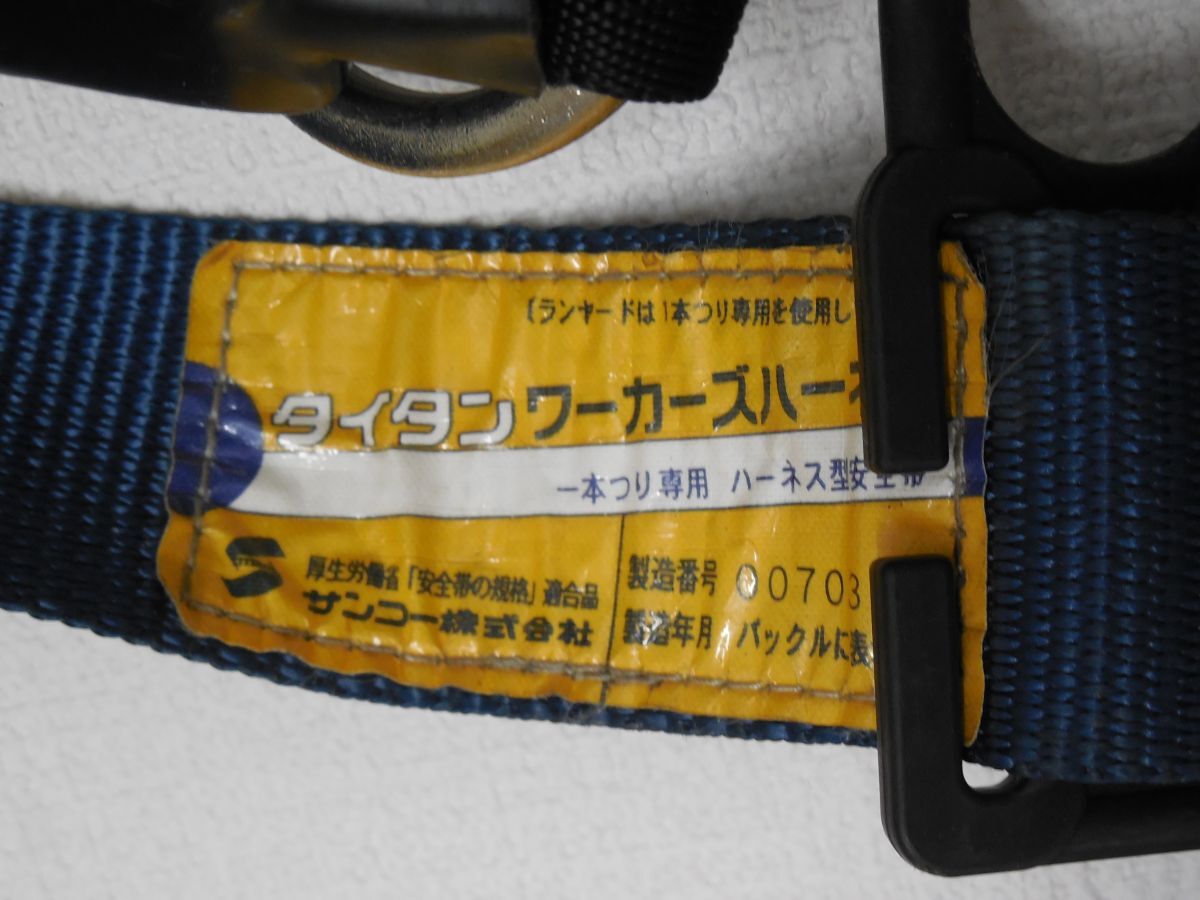 (ランヤードは1本つり専用を使用し
タイタン ワーカーズハーネ
一本つり専用 ハーネス型安全帯
S
厚生労働省「安全帯の規格」適合品
サンコー株式会社
製造番号 00703
製造年月 バックルに表